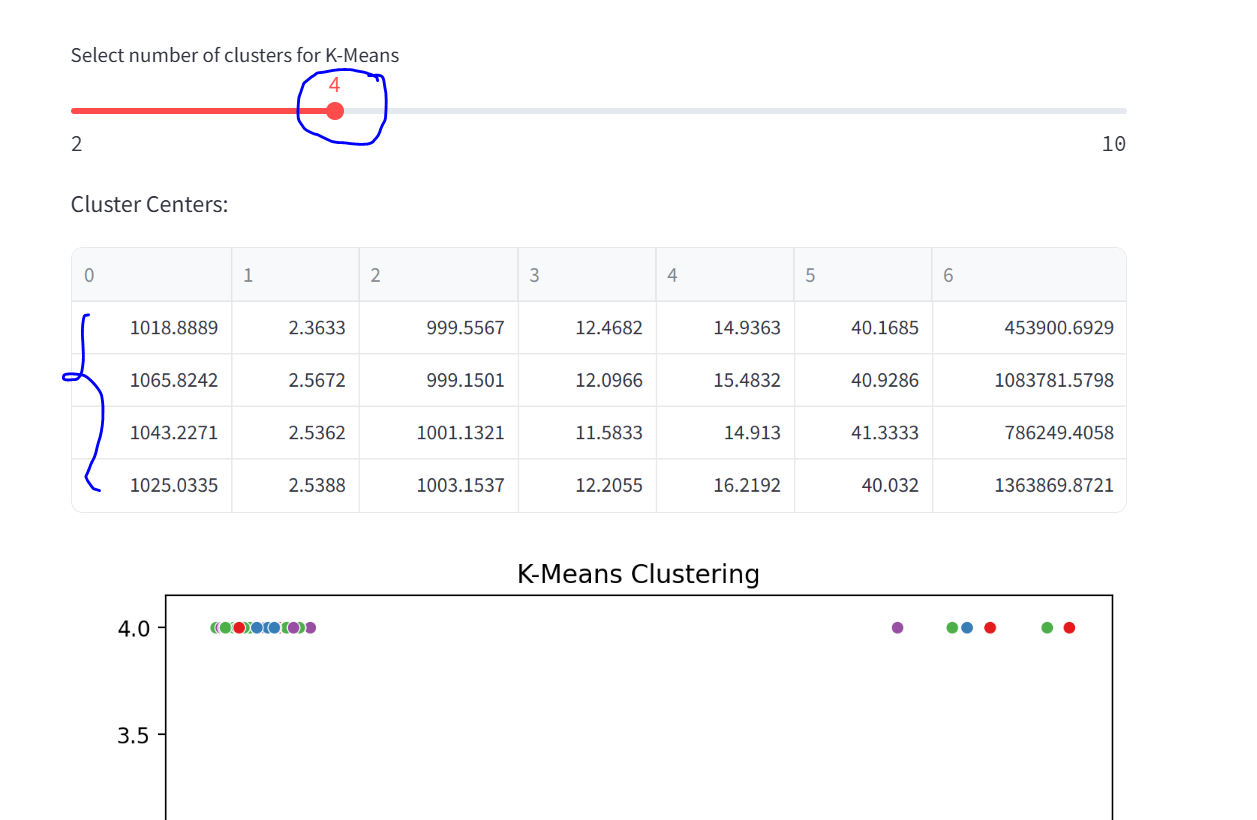 Select number of clusters for K-Means
4
2 10
Cluster Centers:
0 1 2 3 4 5 6
1018.8889 2.3633 999.5567 12.4682 14.9363 40.1685 453900.6929
1065.8242 2.5672 999.1501 12.0966 15.4832 40.9286 1083781.5798
1043.2271 2.5362 1001.1321 11.5833 14.913 41.3333 786249.4058
1025.0335 2.5388 1003.1537 12.2055 16.2192 40.032 1363869.8721
K-Means Clustering
4.0
3.5